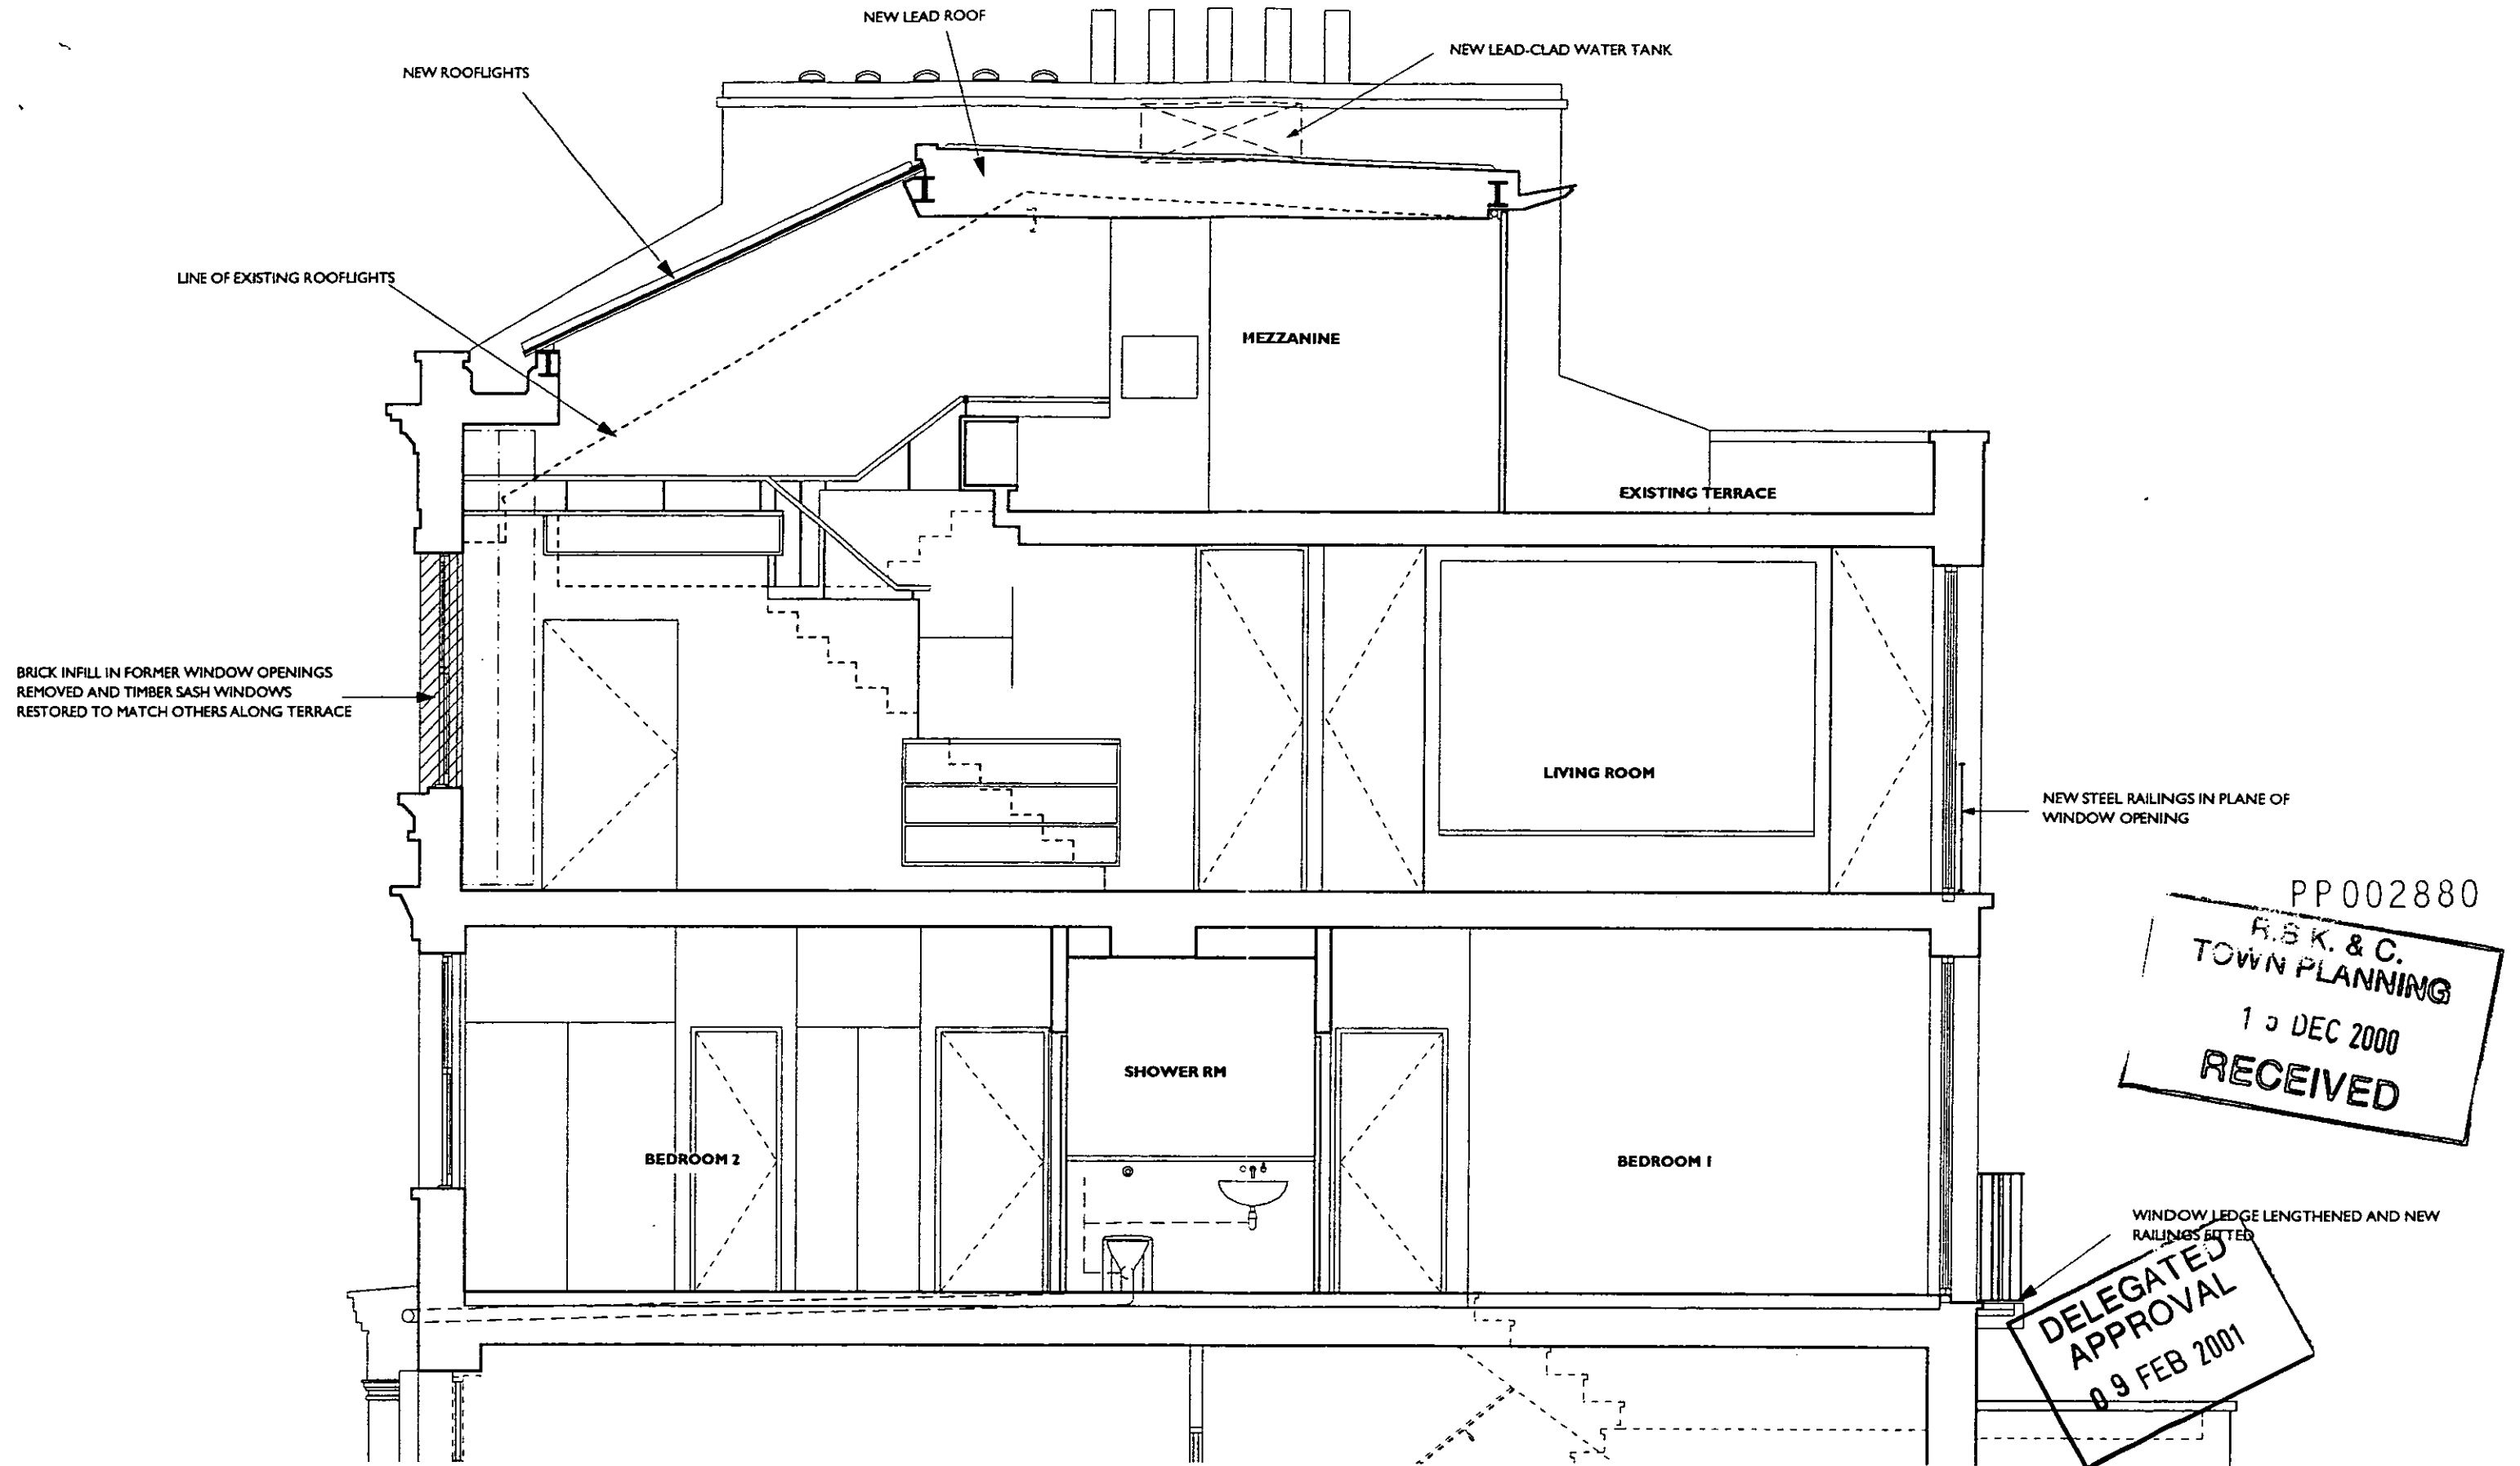 NEW LEAD ROOF
NEW LEAD-CLAD WATER TANK
NEW ROOFLIGHTS
LINE OF EXISTING ROOFLIGHTS
MEZZANINE
EXISTING TERRACE
BRICK INFILL IN FORMER WINDOW OPENINGS
REMOVED AND TIMBER SASH WINDOWS
RESTORED TO MATCH OTHERS ALONG TERRACE
LIVING ROOM
NEW STEEL RAILINGS IN PLANE OF
WINDOW OPENING
PP002880
R.B.K. & C.
TOWN PLANNING
DEC 2000
RECEIVED
SHOWER RM
BEDROOM 2
BEDROOM 1
WINDOW LEDGE LENGTHENED AND NEW
RAILINGS FITTED
DELEGATED
APPROVAL
09 FEB 2001